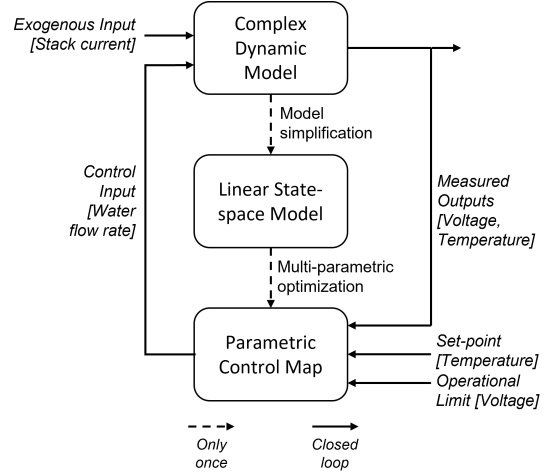 Exogenous Input
[Stack current]
Complex
Dynamic
Model
Model
simplification
Control
Input
[Water
flow rate]
Linear State-
space Model
Measured
Outputs
[Voltage,
Temperature]
Multi-parametric
optimization
Parametric
Control Map
Set-point
[Temperature]
Operational
Limit [Voltage]
Only
once
Closed
loop